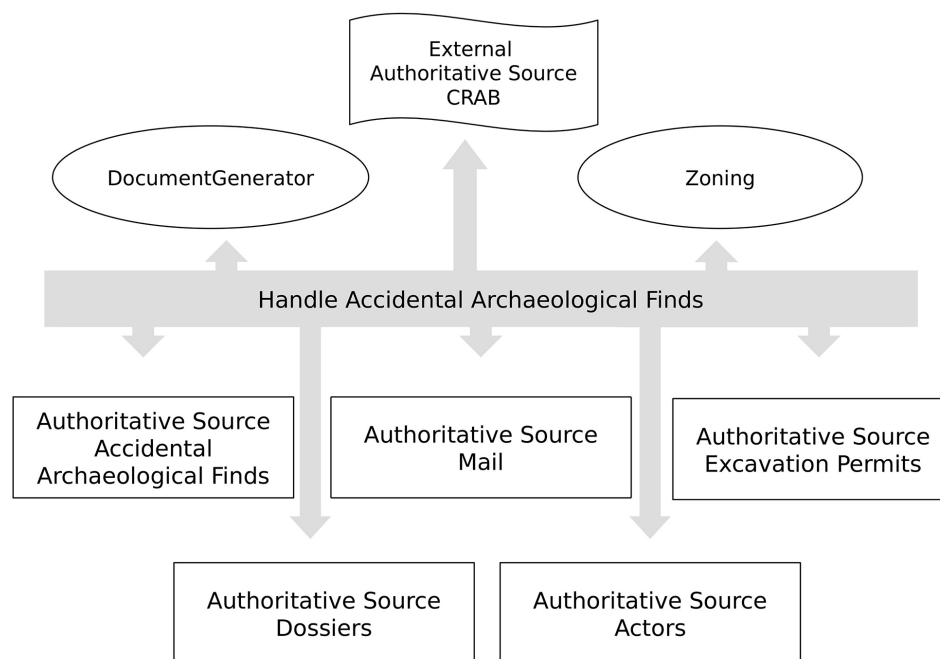 External
Authoritative Source
CRAB
DocumentGenerator
Zoning
Handle Accidental Archaeological Finds
Authoritative Source
Accidental
Archaeological Finds
Authoritative Source
Mail
Authoritative Source
Excavation Permits
Authoritative Source
Dossiers
Authoritative Source
Actors